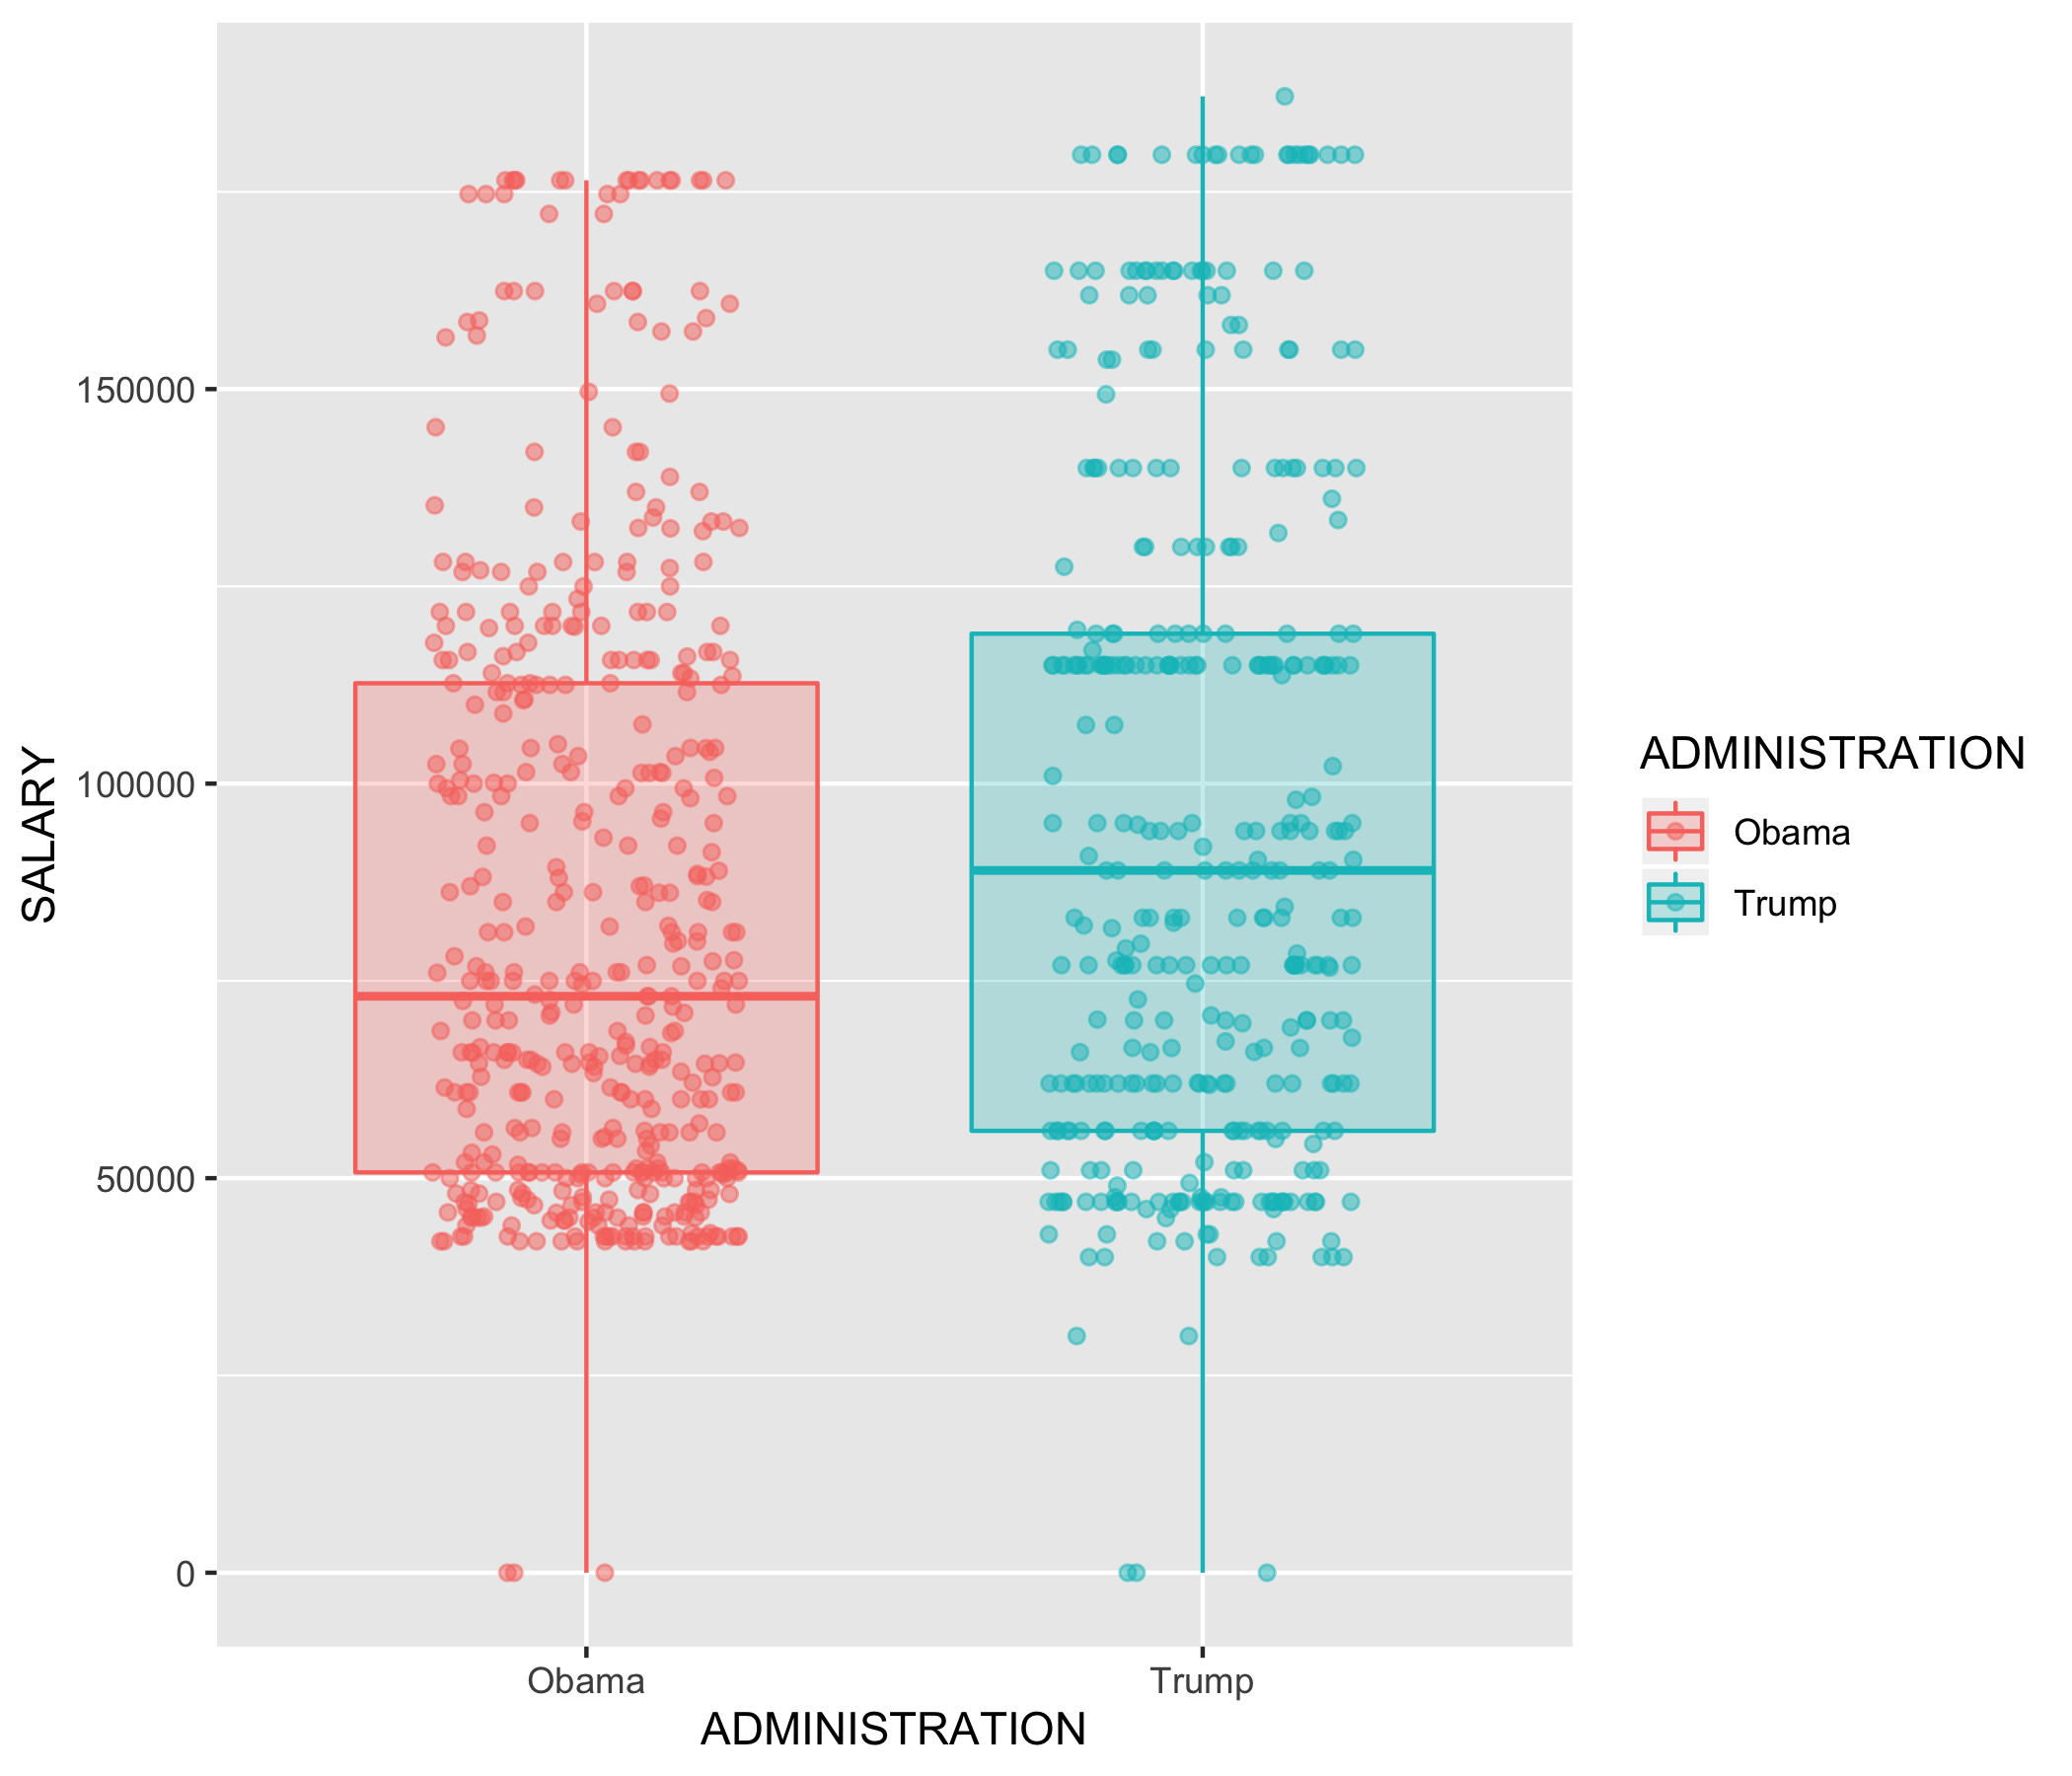 SALARY
150000
100000
50000
0
Obama
Trump
ADMINISTRATION
ADMINISTRATION
Obama
Trump